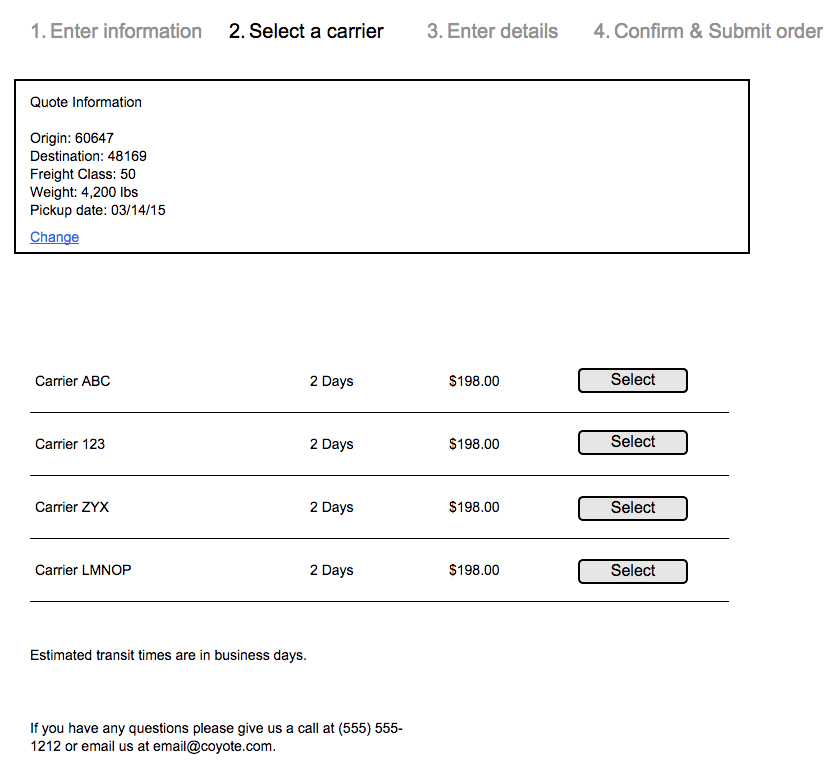 1. Enter information 2. Select a carrier 3. Enter details 4. Confirm & Submit order
Quote Information
Origin: 60647
Destination: 48169
Freight Class: 50
Weight: 4,200 lbs
Pickup date: 03/14/15
Change
Carrier ABC 2 Days $198.00 Select
Carrier 123 2 Days $198.00 Select
Carrier ZYX 2 Days $198.00 Select
Carrier LMNOP 2 Days $198.00 Select
Estimated transit times are in business days.
If you have any questions please give us a call at (555) 555-
1212 or email us at email@coyote.com.